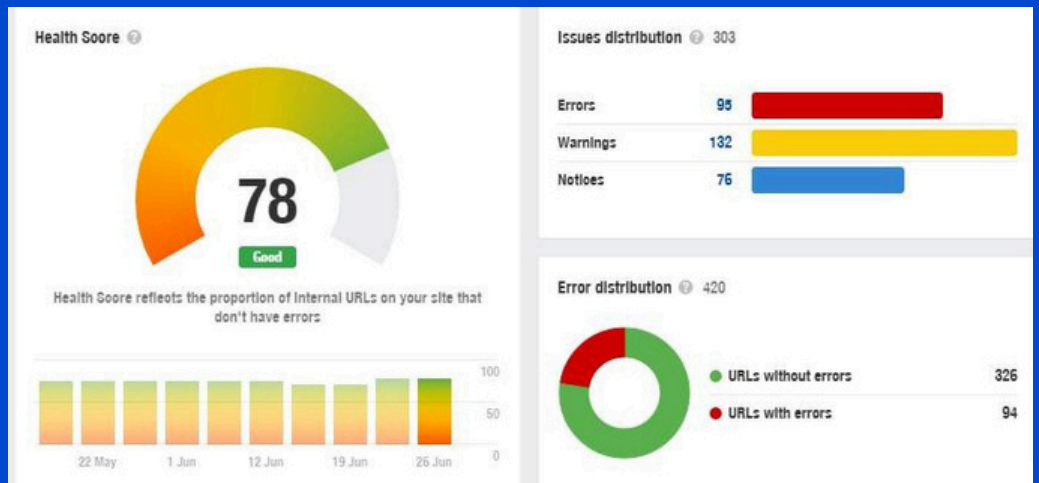 Health Soore ?
78
Good
Health Soore refleots the proportion of Internal URLs on your site that
don't have errors
100
50
0
22 May 1 Jun 12 Jun 19 Jun 26 Jun
Issues distribution ? 303
Errors 95
Warnings 132
Notioes 76
Error distribution ? 420
URLs without errors 326
URLs with errors 94